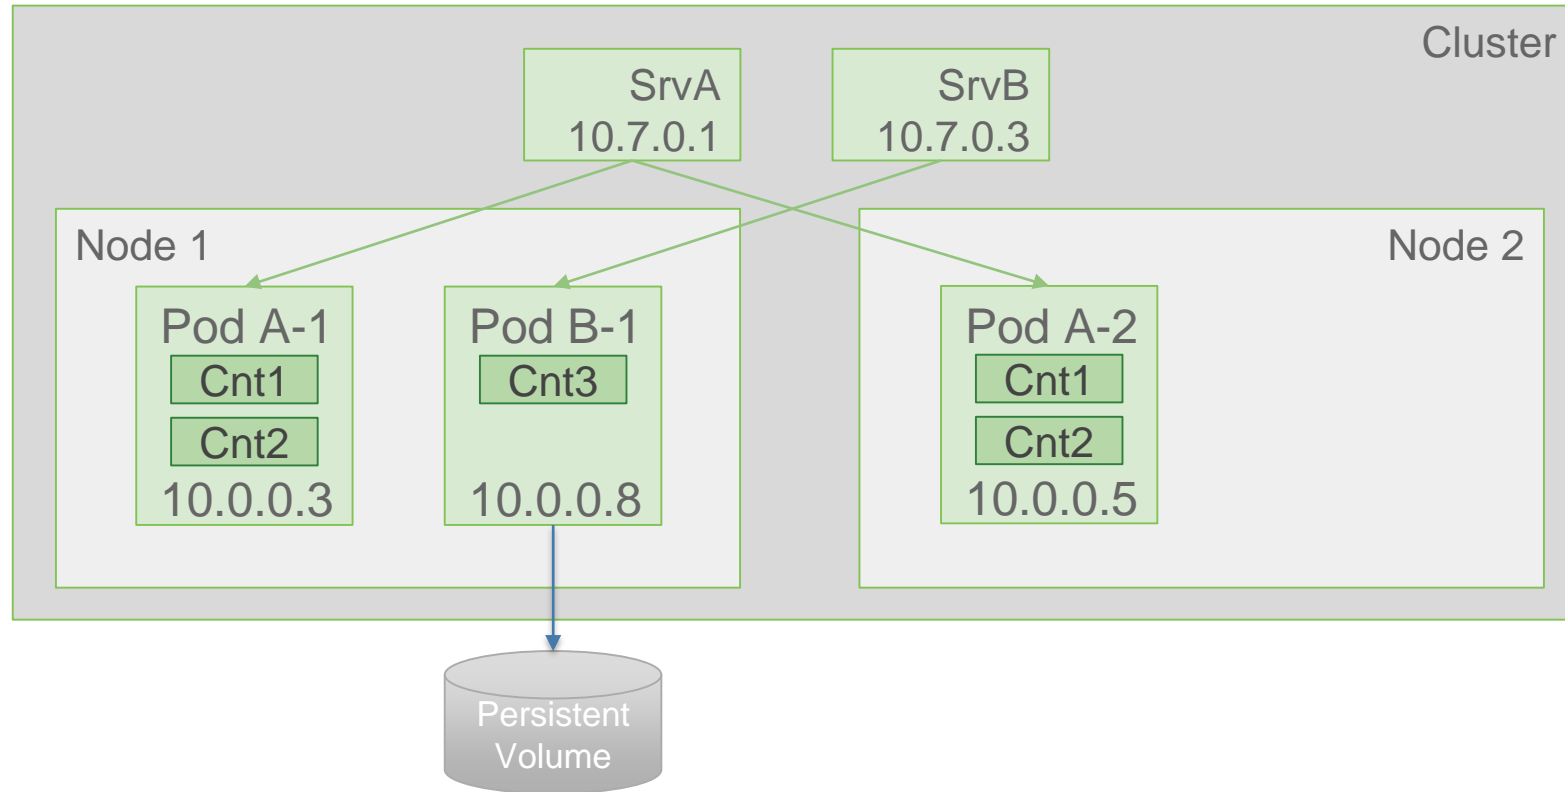 Cluster
SrvA
10.7.0.1
SrvB
10.7.0.3
Node 1
Node 2
Pod A-1
Cnt1
Cnt2
10.0.0.3
Pod B-1
Cnt3
10.0.0.8
Pod A-2
Cnt1
Cnt2
10.0.0.5
Persistent
Volume